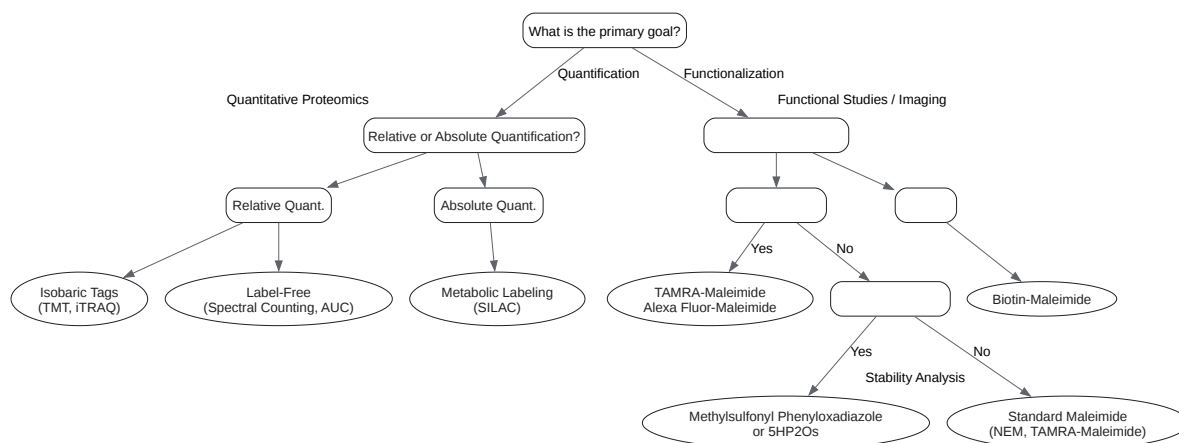 What is the primary goal?
Quantification
Functionalization
Quantitative Proteomics
Functional Studies / Imaging
Relative or Absolute Quantification?
Relative Quant.
Absolute Quant.
Yes
No
Isobaric Tags
(TMT, iTRAQ)
Label-Free
(Spectral Counting, AUC)
Metabolic Labeling
(SILAC)
TAMRA-Maleimide
Alexa Fluor-Maleimide
Biotin-Maleimide
Yes
No
Stability Analysis
Methylsulfonyl Phenyloxadiazole
or 5HP2Os
Standard Maleimide
(NEM, TAMRA-Maleimide)